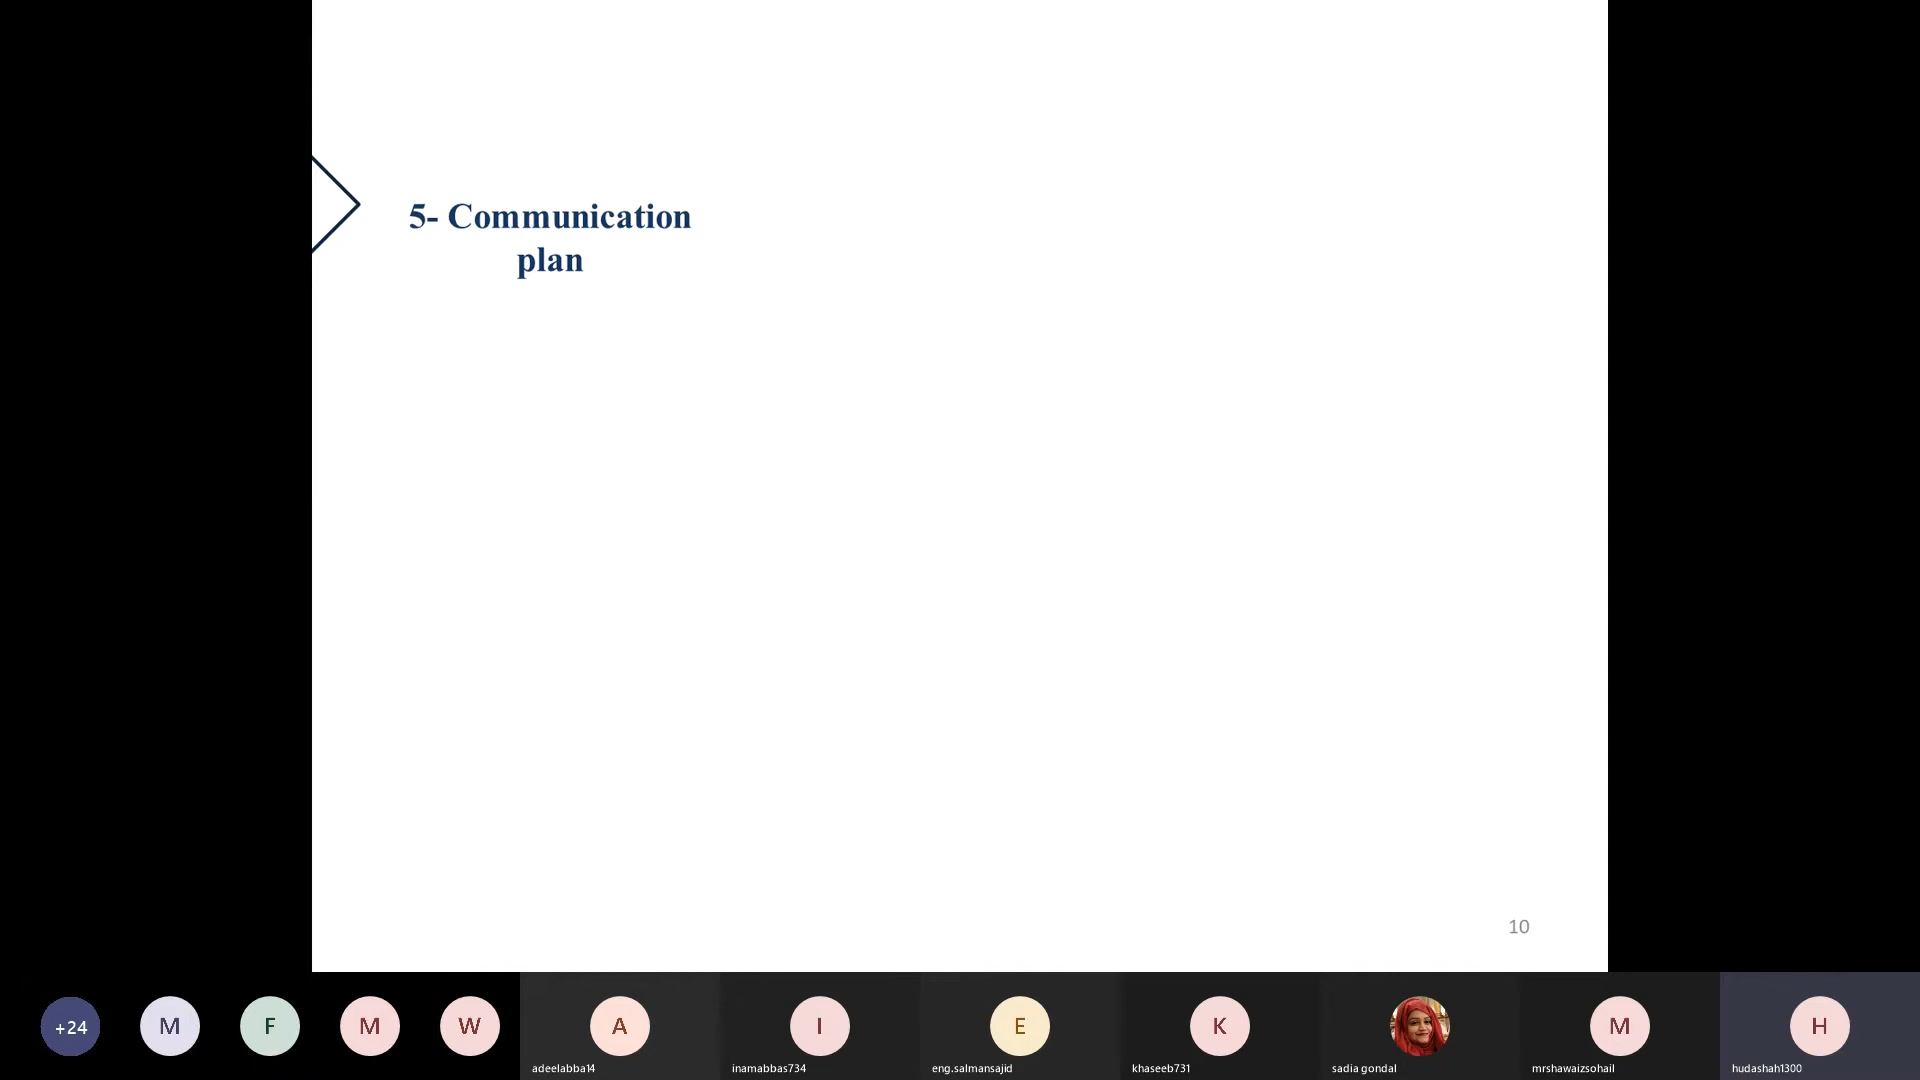 5- Communication
plan
10
+24
M
F
M
W
A
I
E
K
M
H
adeelabba14
inamabbas734
eng.salmansajid
khaseeb731
sadia gondal
mrshawaizsohail
hudashah1300